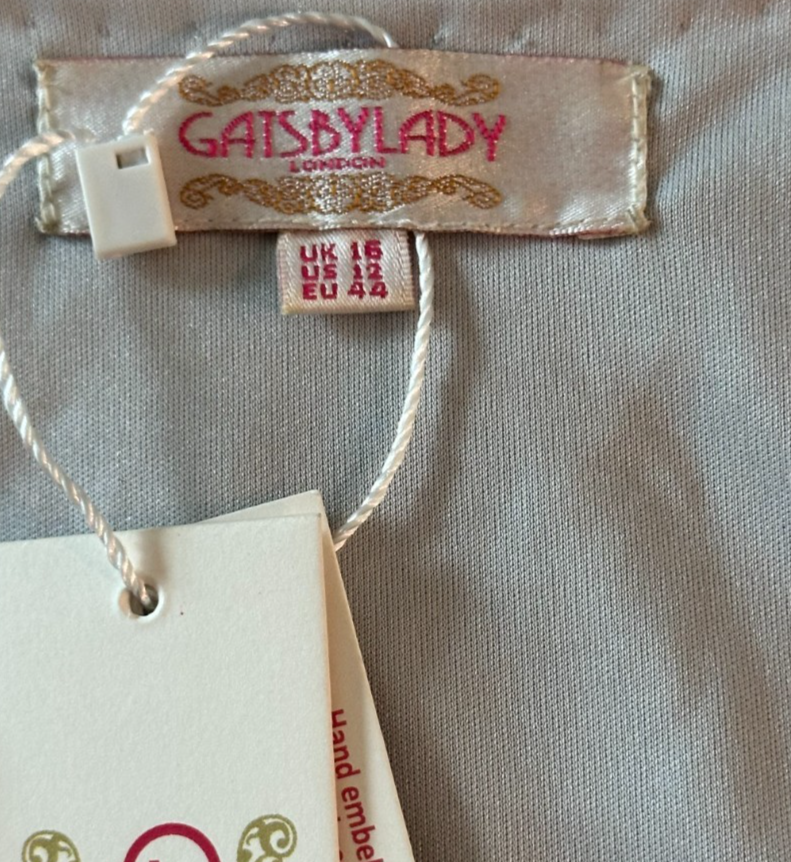 GATSBYLADY
LONDON
UK 16
US 12
EU 44
Hand embel